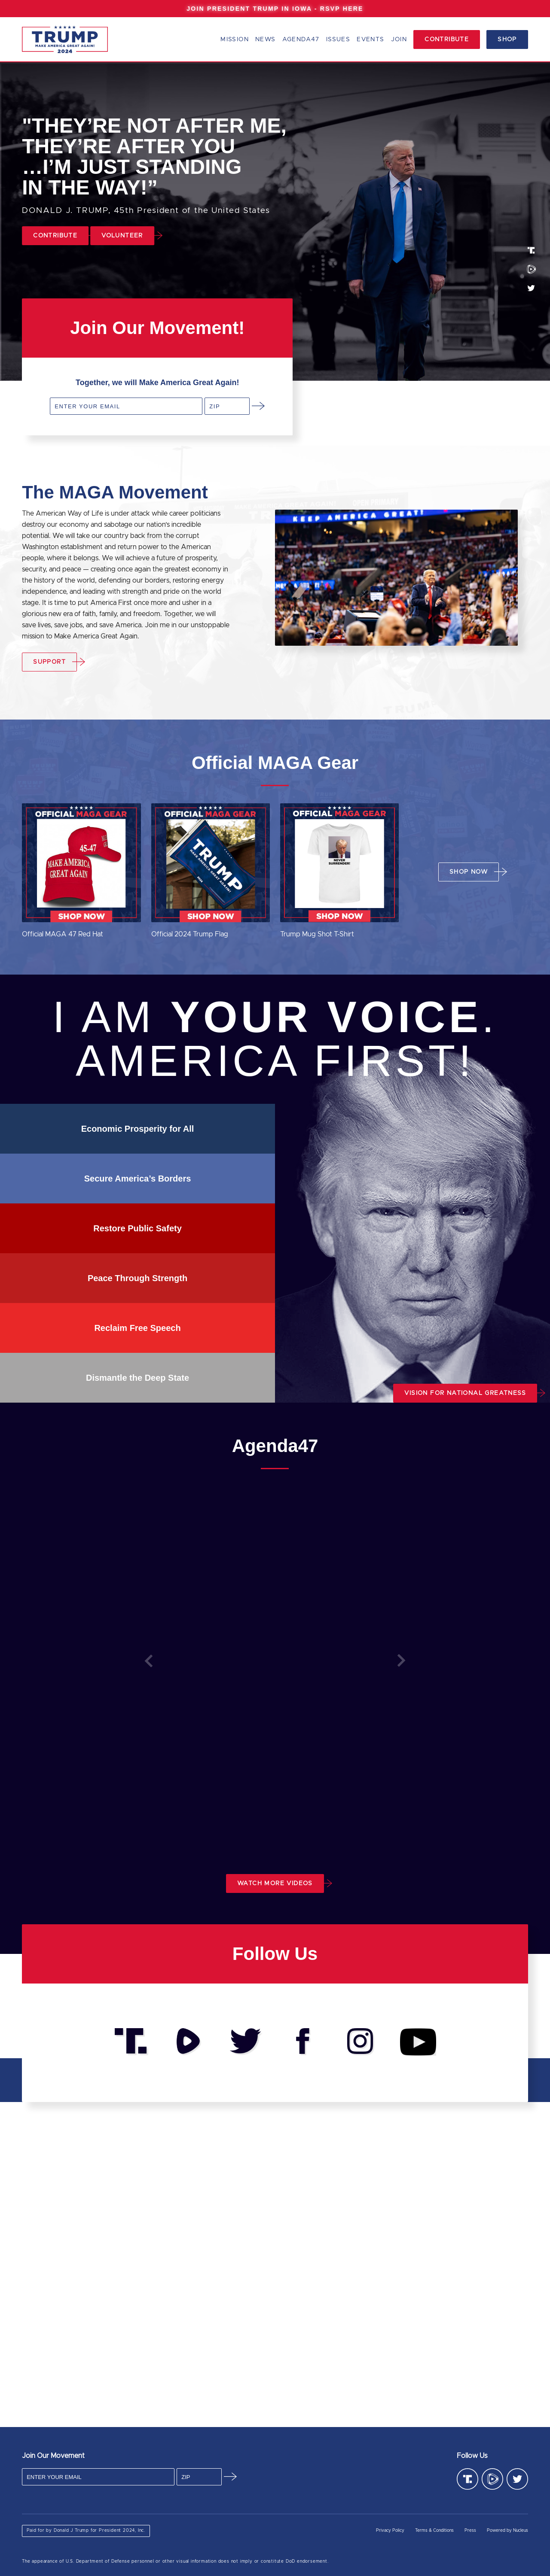 JOIN PRESIDENT TRUMP IN IOWA - RSVP HERE
TRUMP
MAKE AMERICA GREAT AGAIN!
2024
MISSION NEWS AGENDA47 ISSUES EVENTS JOIN CONTRIBUTE SHOP
"THEY’RE NOT AFTER ME,
THEY’RE AFTER YOU
…I’M JUST STANDING
IN THE WAY!”
DONALD J. TRUMP, 45th President of the United States
CONTRIBUTE VOLUNTEER
Join Our Movement!
Together, we will Make America Great Again!
ENTER YOUR EMAIL ZIP
The MAGA Movement
The American Way of Life is under attack while career politicians
destroy our economy and sabotage our nation's incredible
potential. We will take our country back from the corrupt
Washington establishment and return power to the American
people, where it belongs. We will achieve a future of prosperity,
security, and peace — creating once again the greatest economy in
the history of the world, defending our borders, restoring energy
independence, and leading with strength and pride on the world
stage. It is time to put America First once more and usher in a
glorious new era of faith, family, and freedom. Together, we will
save lives, save jobs, and save America. Join me in our unstoppable
mission to Make America Great Again.
KEEP AMERICA GREAT!
SUPPORT
TRUMP
Official MAGA Gear
OFFICIAL MAGA GEAR
45-47
MAKE AMERICA
GREAT AGAIN
SHOP NOW
Official MAGA 47 Red Hat
OFFICIAL MAGA GEAR
TRUMP
MAKE AMERICA GREAT AGAIN!
SHOP NOW
Official 2024 Trump Flag
OFFICIAL MAGA GEAR
NEVER
SURRENDER!
SHOP NOW
Trump Mug Shot T-Shirt
SHOP NOW
I AM YOUR VOICE.
AMERICA FIRST!
Economic Prosperity for All
Secure America’s Borders
Restore Public Safety
Peace Through Strength
Reclaim Free Speech
Dismantle the Deep State
VISION FOR NATIONAL GREATNESS
Agenda47
WATCH MORE VIDEOS
Follow Us
Join Our Movement
ENTER YOUR EMAIL ZIP
Follow Us
Paid for by Donald J Trump for President 2024, Inc
Privacy Policy Terms & Conditions Press Powered by Nucleus
The appearance of U.S. Department of Defense personnel or other visual information does not imply or constitute DoD endorsement